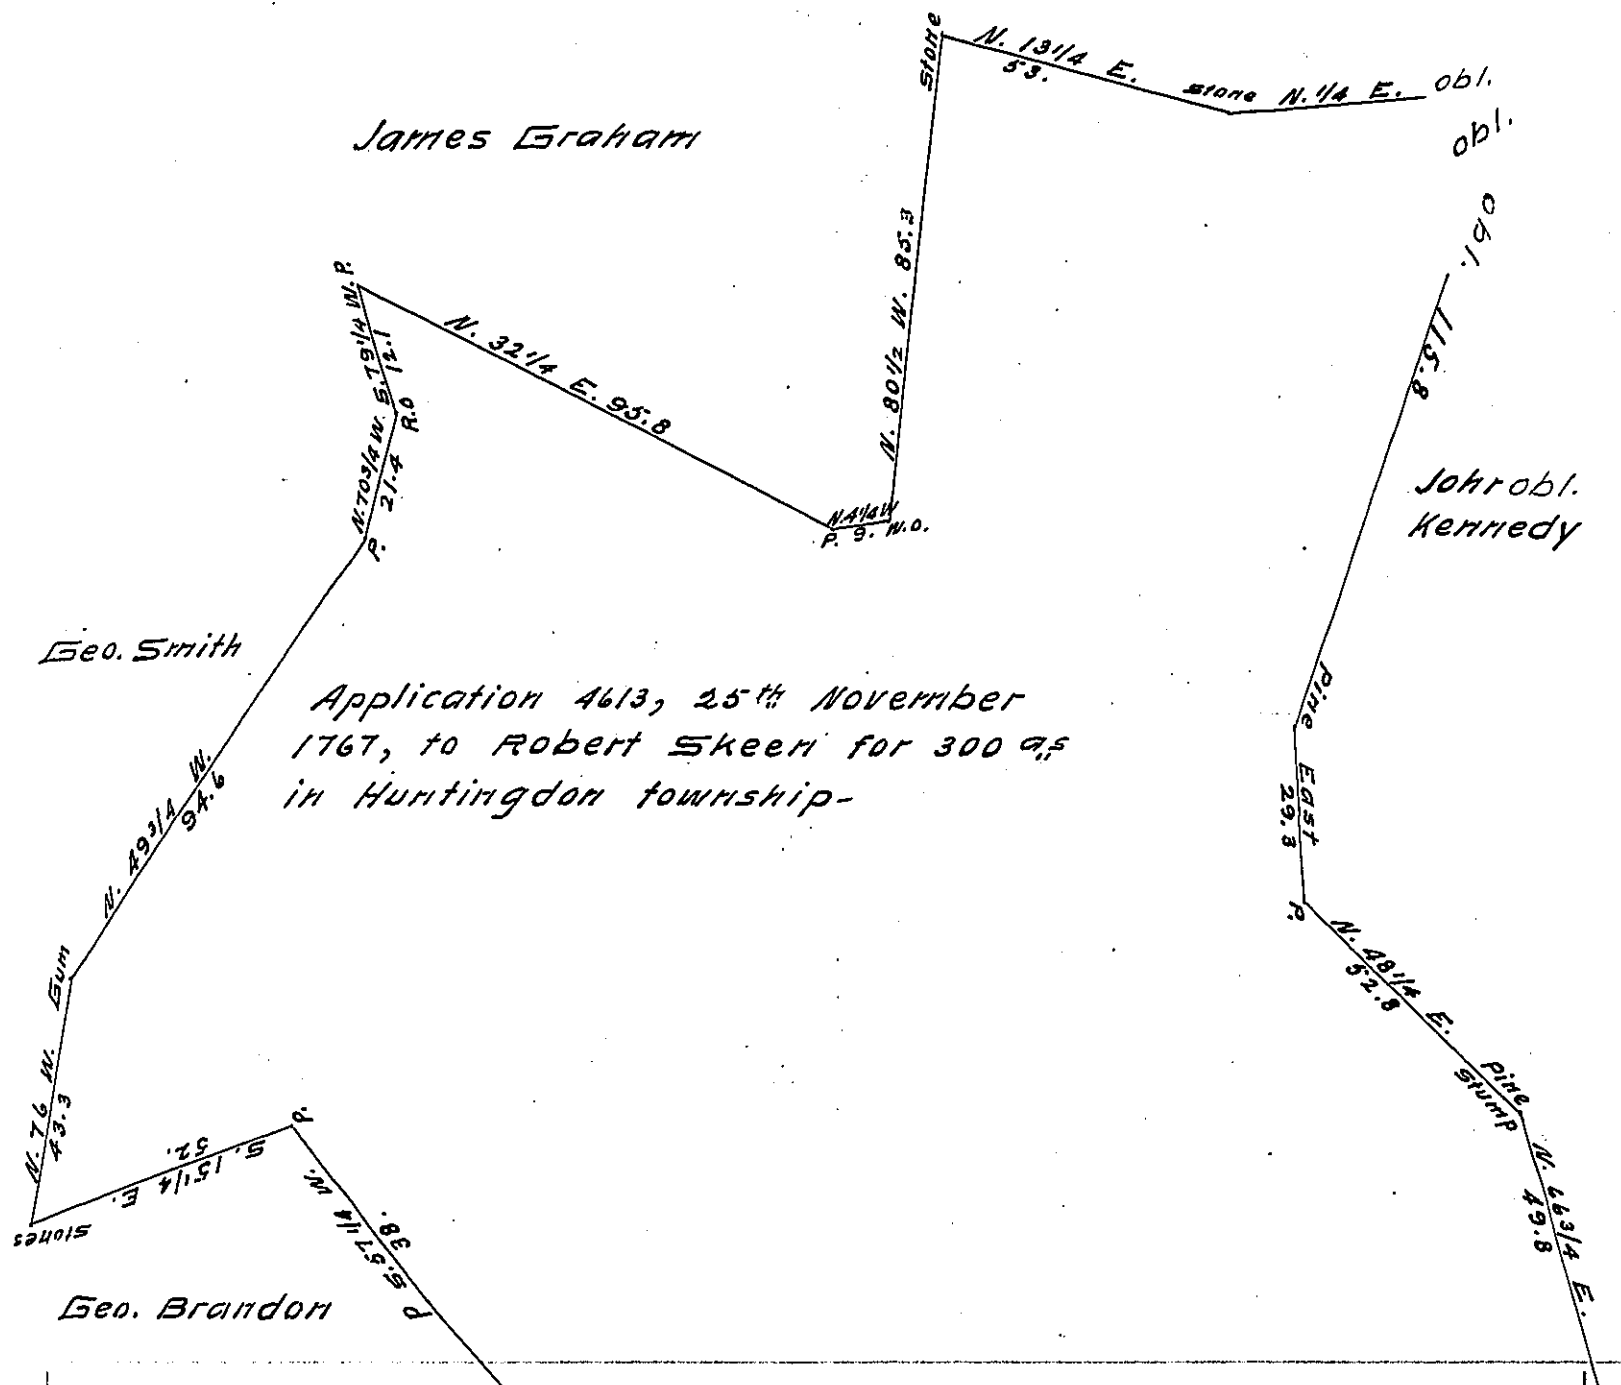 Stone
N. 13 1/4 E.
53.
stone N. 1/4 E. obl.
obl.
obl.
115.8
James Graham
N. 80 1/2 W. 85.3
W.P.
S. 79 1/4 W.
12.1
N. 32 1/4 E. 95.8
R.O
N. 70 3/4 W.
21.4
P.
N. 4 1/4 W
P. 9. W.O.
John obl.
Kennedy
Geo. Smith
Application 4613, 25th November
1767, to Robert Skeen for 300 a,,s
in Huntingdon township-
Pine
East
29.3
P.
N. 49 3/4 W.
94.6
Gum
N. 48 1/4 E.
52.8
Pine
Stump
N. 76 W.
43.3
P.
S. 15 1/4 E.
52.
stones
S. 57 1/4 W.
38.
P
N. 66 3/4 E.
49.8
Geo. Brandon